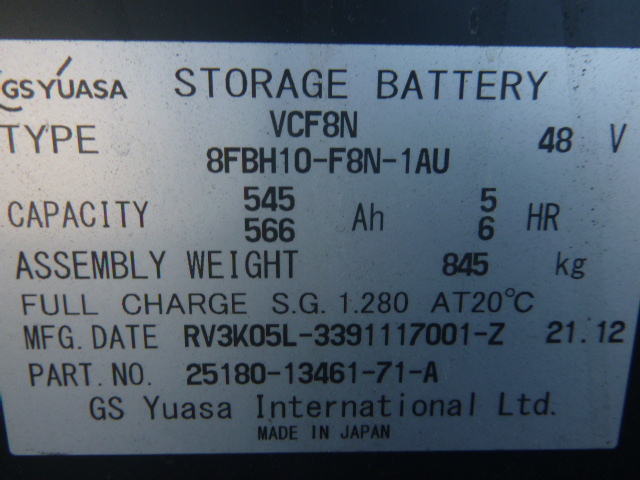 GS YUASA STORAGE BATTERY
TYPE VCF8N 48 V
8FBH10-F8N-1AU
CAPACITY 545 Ah 5 HR
566 6
ASSEMBLY WEIGHT 845 kg
FULL CHARGE S.G. 1.280 AT20°C
MFG. DATE RV3K05L-3391117001-Z 21.12
PART. NO. 25180-13461-71-A
GS Yuasa International Ltd.
MADE IN JAPAN